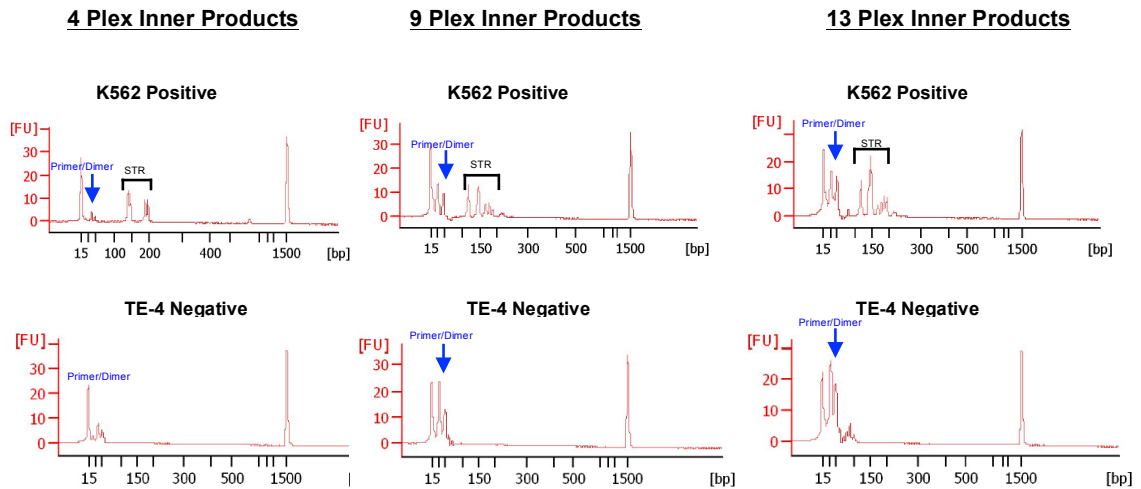 4 Plex Inner Products
9 Plex Inner Products
13 Plex Inner Products
K562 Positive
[FU]
30
20
10
0
Primer/Dimer
STR
15 100 200 400 1500 [bp]
K562 Positive
[FU]
30
20
10
0
Primer/Dimer
STR
15 150 300 500 1500 [bp]
K562 Positive
[FU]
20
10
0
Primer/Dimer
STR
15 150 300 500 1500 [bp]
TE-4 Negative
[FU]
30
20
10
0
Primer/Dimer
15 150 300 500 1500
TE-4 Negative
[FU]
30
20
10
0
Primer/Dimer
15 150 300 500 1500 [bp]
TE-4 Negative
[FU]
20
10
0
Primer/Dimer
15 150 300 500 1500 [bp]